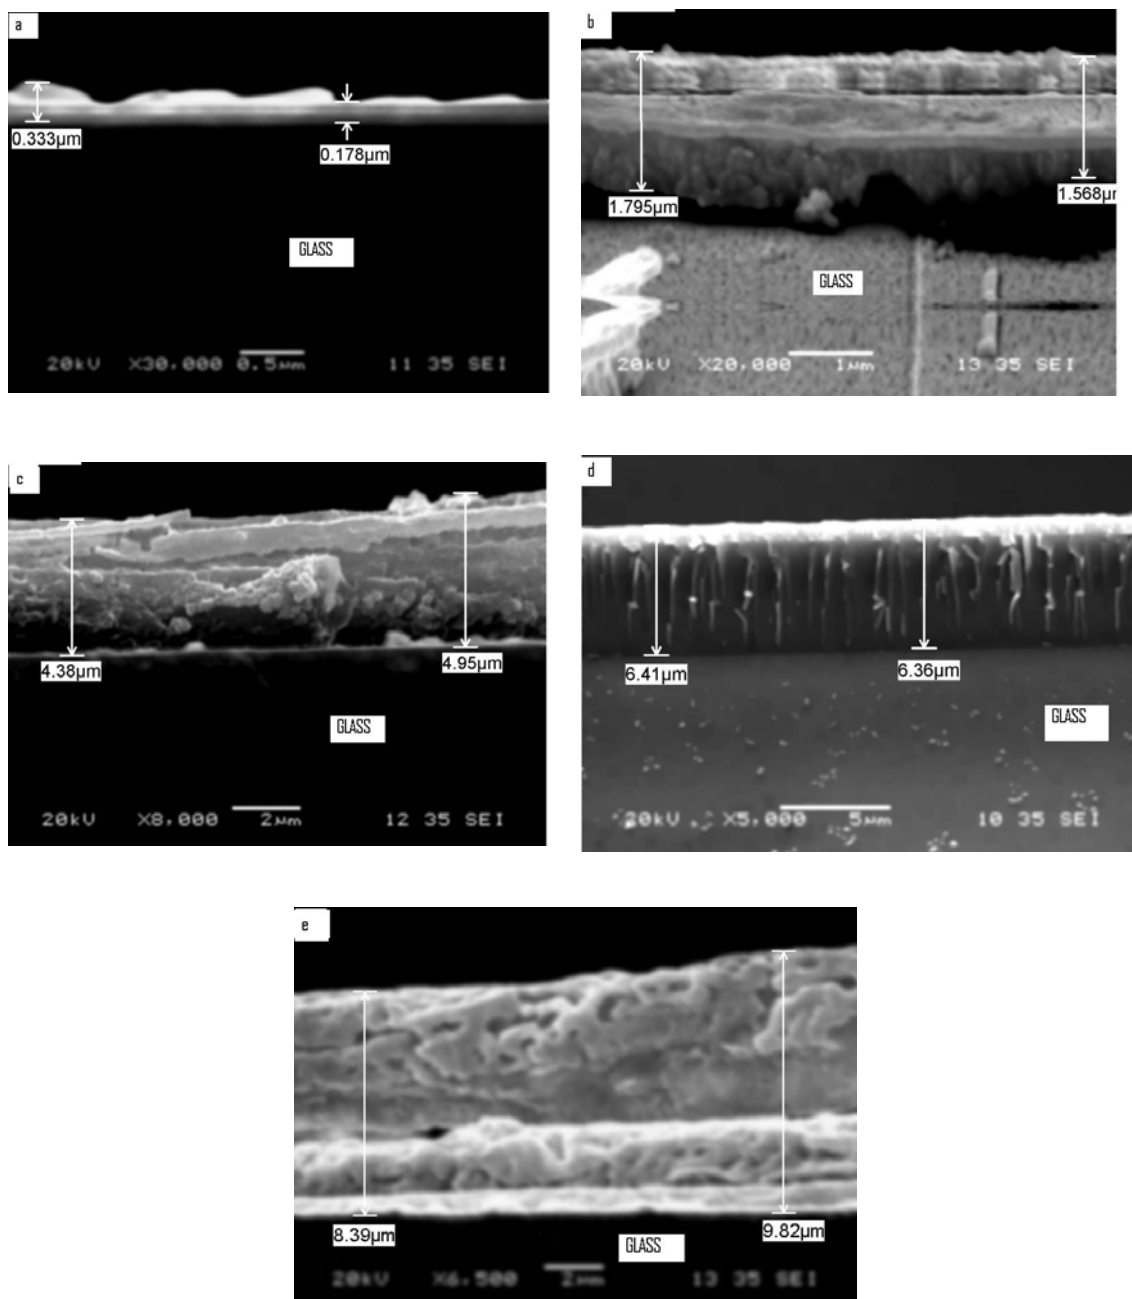 a
0.333µm
0.178µm
GLASS
20kV X30,000 0.5µm 11 35 SEI
b
1.795µm
1.568µ
GLASS
20kV X20,000 1µm 13 35 SEI
c
4.38µm
4.95µm
GLASS
20kV X8,000 2µm 12 35 SEI
d
6.41µm
6.36µm
GLASS
20kV X5,000 5µm 10 35 SEI
e
8.39µm
9.82µm
GLASS
20kV X6,500 2µm 13 35 SEI